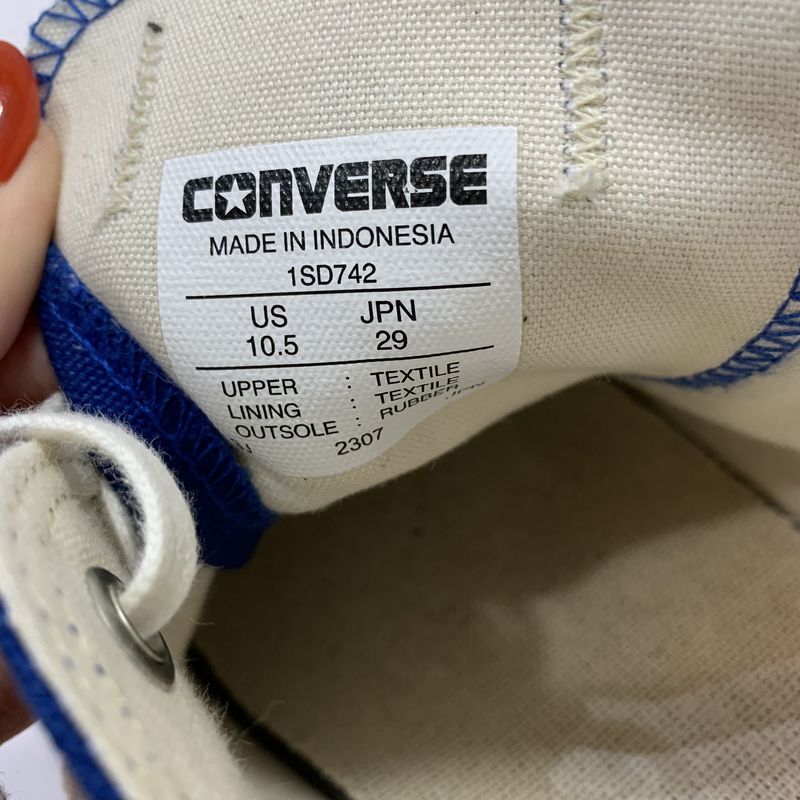 CONVERSE
MADE IN INDONESIA
1SD742
US JPN
10.5 29
UPPER : TEXTILE
LINING : TEXTILE
OUTSOLE : RUBBER
2307